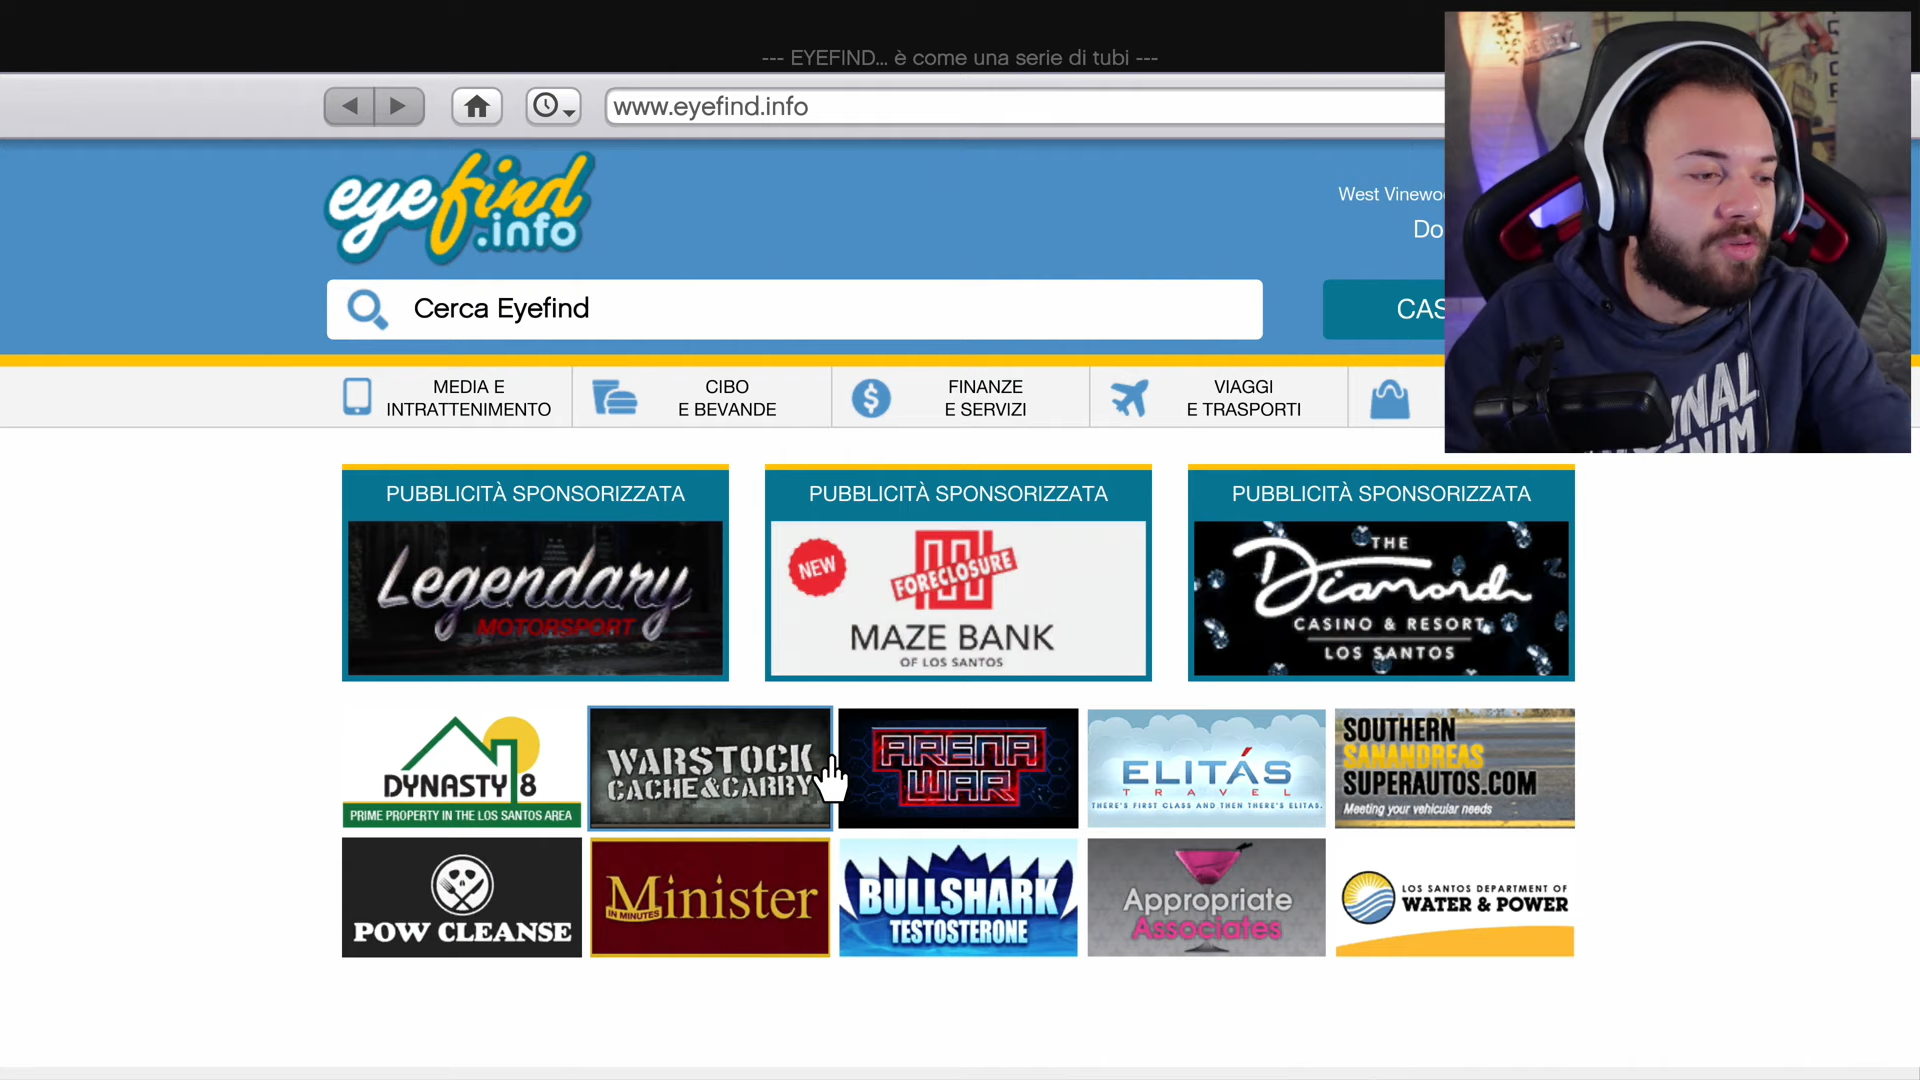 --- EYEFIND... è come una serie di tubi ---
www.eyefind.info
eyefind
.info
West Vinewoo
Do
Cerca Eyefind
CAS
MEDIA E
INTRATTENIMENTO
CIBO
E BEVANDE
FINANZE
E SERVIZI
VIAGGI
E TRASPORTI
PUBBLICITÀ SPONSORIZZATA
Legendary
MOTORSPORT
PUBBLICITÀ SPONSORIZZATA
NEW
FORECLOSURE
MAZE BANK
OF LOS SANTOS
PUBBLICITÀ SPONSORIZZATA
THE
Diamond
CASINO & RESORT
LOS SANTOS
DYNASTY 8
PRIME PROPERTY IN THE LOS SANTOS AREA
WARSTOCK
CACHE&CARRY
ARENA
WAR
ELITÁS
TRAVEL
THERE'S FIRST CLASS AND THEN THERE'S ELITAS.
SOUTHERN
SANANDREAS
SUPERAUTOS.COM
Meeting your vehicular needs
POW CLEANSE
Minister
IN MINUTES
BULLSHARK
TESTOSTERONE
Appropriate
Associates
LOS SANTOS DEPARTMENT OF
WATER & POWER